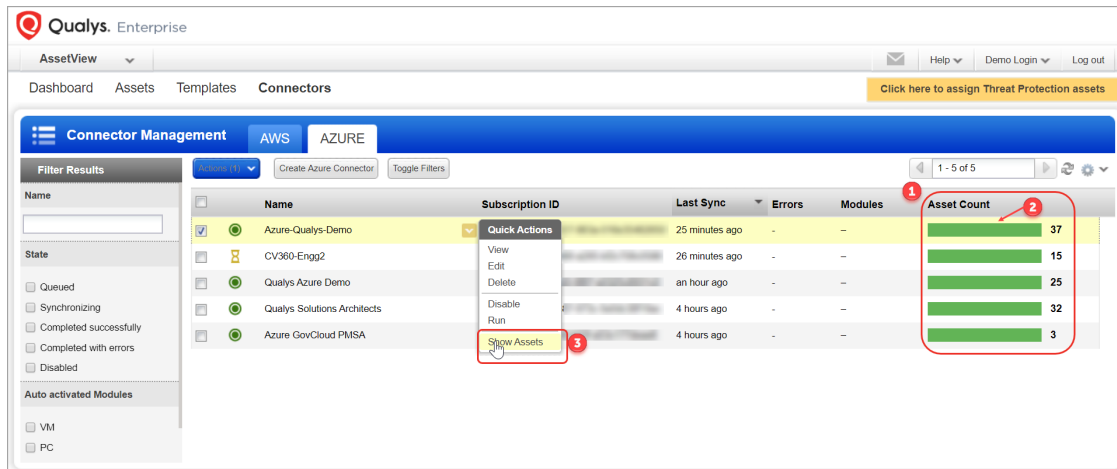 Qualys. Enterprise
AssetView
Help Demo Login Log out
Dashboard Assets Templates Connectors
Click here to assign Threat Protection assets
Connector Management AWS AZURE
Filter Results
Actions (1) Create Azure Connector Toggle Filters 1 - 5 of 5
Name
1
Name Subscription ID Last Sync Errors Modules Asset Count
2
Azure-Qualys-Demo Quick Actions 25 minutes ago - – 37
State
View
CV360-Engg2 26 minutes ago - – 15
Edit
Queued
Qualys Azure Demo Delete an hour ago - – 25
Synchronizing
Qualys Solutions Architects Disable 4 hours ago - – 32
Completed successfully
Run
Azure GovCloud PMSA Show Assets 4 hours ago - – 3
3
Completed with errors
Disabled
Auto activated Modules
VM
PC